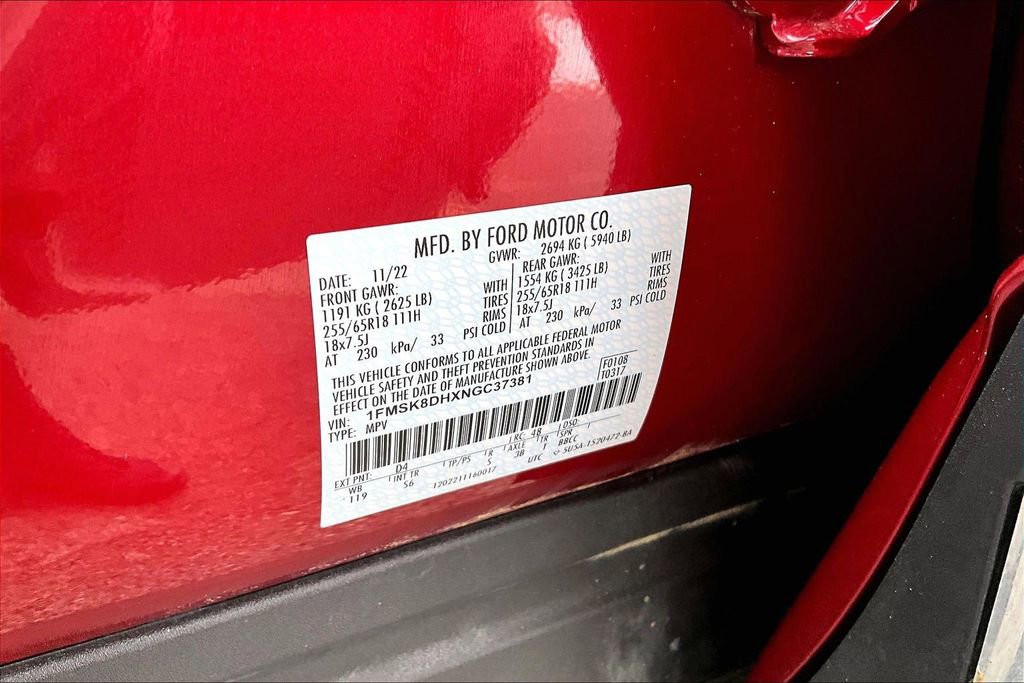 MFD. BY FORD MOTOR CO.
DATE: 11/22 GVWR: 2694 KG ( 5940 LB)
FRONT GAWR: REAR GAWR:
1191 KG ( 2625 LB) WITH 1554 KG ( 3425 LB) WITH
255/65R18 111H TIRES 255/65R18 111H TIRES
18x7.5J RIMS 18x7.5J RIMS
AT 230 kPa/ 33 PSI COLD AT 230 kPa/ 33 PSI COLD
THIS VEHICLE CONFORMS TO ALL APPLICABLE FEDERAL MOTOR
VEHICLE SAFETY AND THEFT PREVENTION STANDARDS IN
EFFECT ON THE DATE OF MANUFACTURE SHOWN ABOVE.
F0108
VIN: 1FMSK8DHXNGC37381
T0317
TYPE: MPV
EXT PNT: D4 RC: 48 DSO:
WB INT TR TP/PS R AXLE TR SPR
119 S6 5 3B T BBCC
1202211160017 UTC 5U5A-1520472-BA